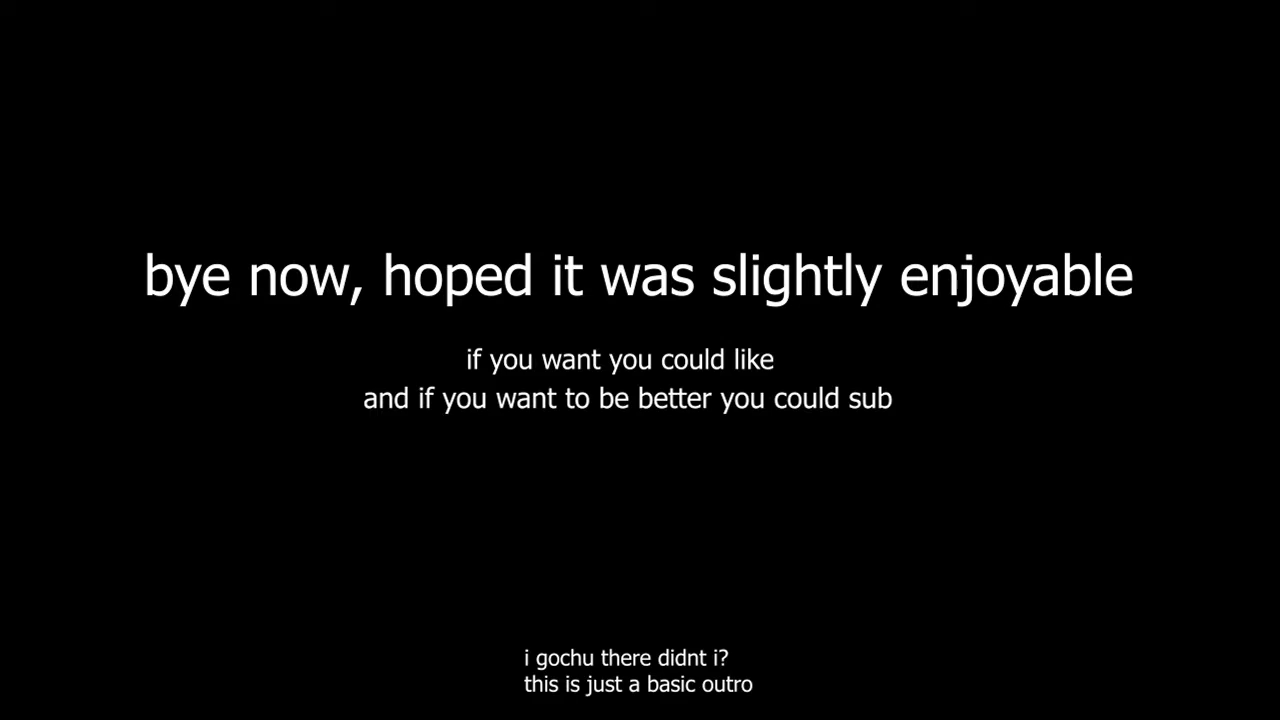 bye now, hoped it was slightly enjoyable
if you want you could like
and if you want to be better you could sub
i gochu there didnt i?
this is just a basic outro